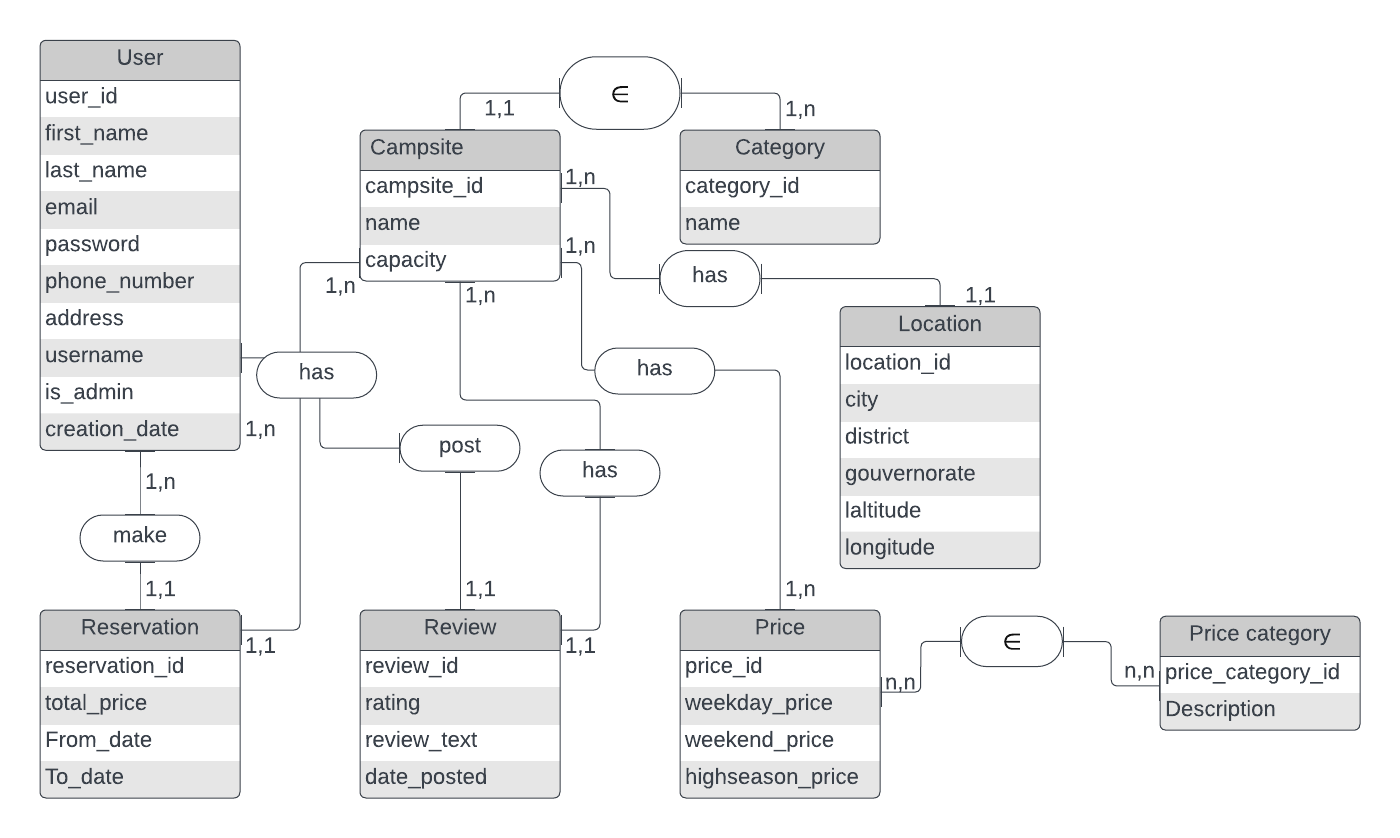 User
user_id
first_name
last_name
email
password
phone_number
address
username
is_admin
creation_date
1,n
1,n
make
1,1
Reservation
reservation_id
total_price
From_date
To_date
1,1
has
1,n
Campsite
campsite_id
name
capacity
1,1
∈
1,n
Category
category_id
name
1,n
has
1,1
Location
location_id
city
district
gouvernorate
laltitude
longitude
1,n
has
1,n
Price
price_id
weekday_price
weekend_price
highseason_price
1,n
has
1,1
post
1,1
Review
review_id
rating
review_text
date_posted
n,n
∈
n,n
Price category
price_category_id
Description